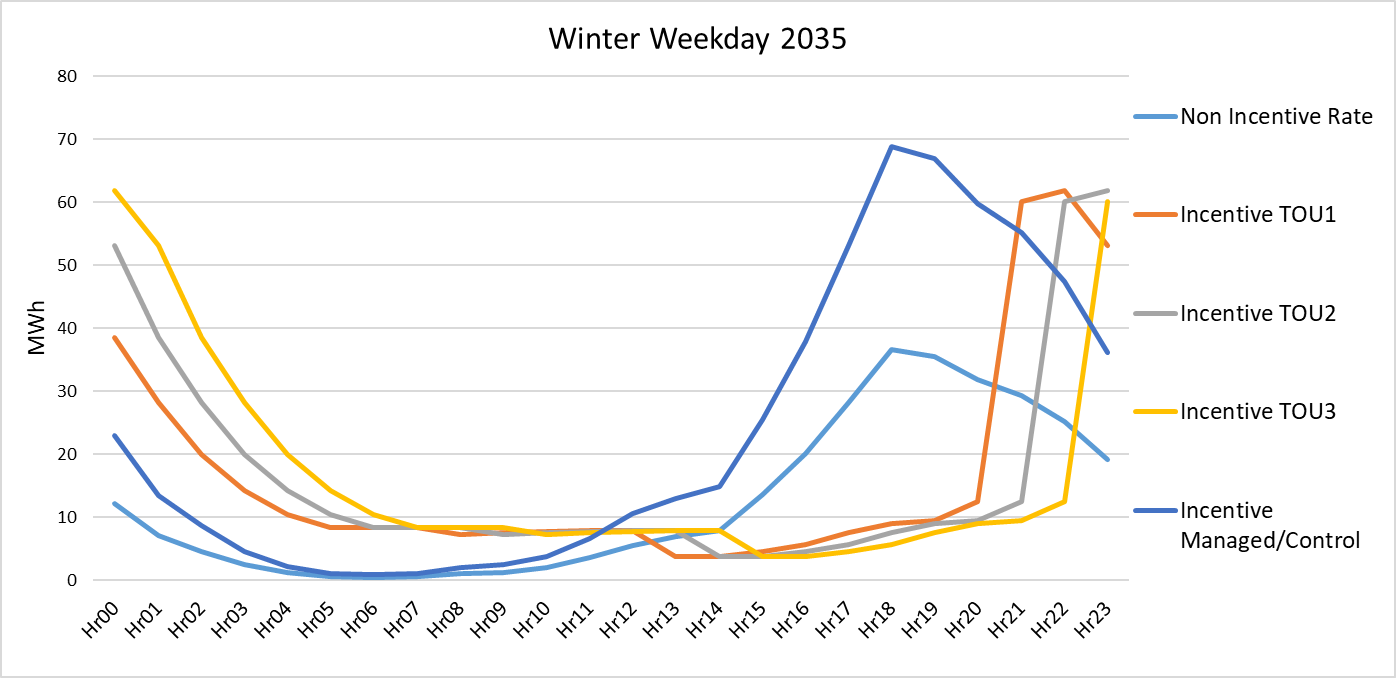 Winter Weekday 2035
80
70
60
50
40
30
20
10
0
MWh
Hr00
Hr01
Hr02
Hr03
Hr04
Hr05
Hr06
Hr07
Hr08
Hr09
Hr10
Hr11
Hr12
Hr13
Hr14
Hr15
Hr16
Hr17
Hr18
Hr19
Hr20
Hr21
Hr22
Hr23
Non Incentive Rate
Incentive TOU1
Incentive TOU2
Incentive TOU3
Incentive
Managed/Control